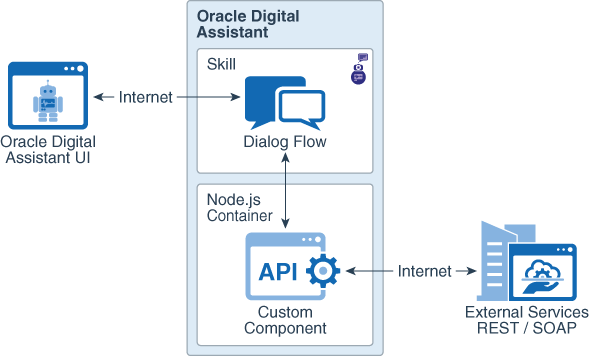 Oracle Digital
Assistant
Skill
Internet
Dialog Flow
Oracle Digital
Assistant UI
Node.js
Container
API
Internet
Custom
Component
External Services
REST / SOAP